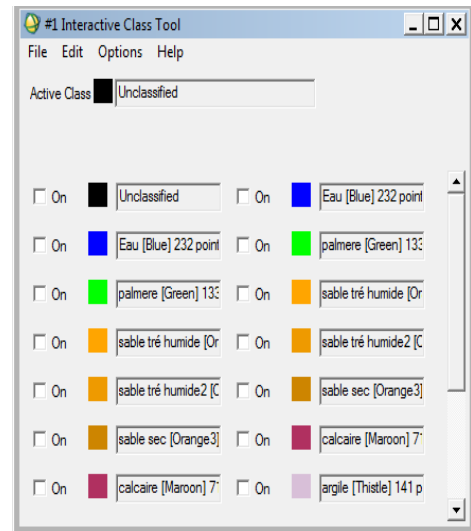 #1 Interactive Class Tool
File Edit Options Help
Active Class Unclassified
On Unclassified On Eau [Blue] 232 point
On Eau [Blue] 232 point On palmere [Green] 133
On palmere [Green] 133 On sable tré humide [Or
On sable tré humide [Or On sable tré humide2 [O
On sable tré humide2 [O On sable sec [Orange3]
On sable sec [Orange3] On calcaire [Maroon] 71
On calcaire [Maroon] 71 On argile [Thistle] 141 p